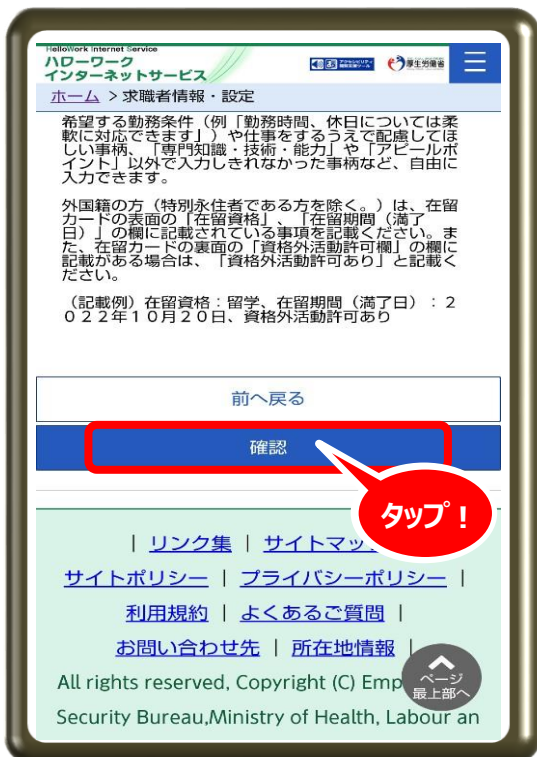 HelloWork Internet Service
ハローワーク
インターネットサービス
厚生労働省
ホーム > 求職者情報・設定
希望する勤務条件（例「勤務時間、休日については柔
軟に対応できます」）や仕事をするうえで配慮してほ
しい事柄、「専門知識・技術・能力」や「アピールポ
イント」以外で入力しきれなかった事柄など、自由に
入力できます。
外国籍の方（特別永住者である方を除く。）は、在留
カードの表面の「在留資格」、「在留期間（満了
日）」の欄に記載されている事項を記載ください。ま
た、在留カードの裏面の「資格外活動許可欄」の欄に
記載がある場合は、「資格外活動許可あり」と記載く
ださい。
（記載例）在留資格：留学、在留期間（満了日）：２
０２２年１０月２０日、資格外活動許可あり
前へ戻る
確認
タップ！
| リンク集 | サイトマッ
サイトポリシー | プライバシーポリシー |
利用規約 | よくあるご質問 |
お問い合わせ先 | 所在地情報 |
ページ
最上部へ
All rights reserved, Copyright (C) Emp
Security Bureau,Ministry of Health, Labour an